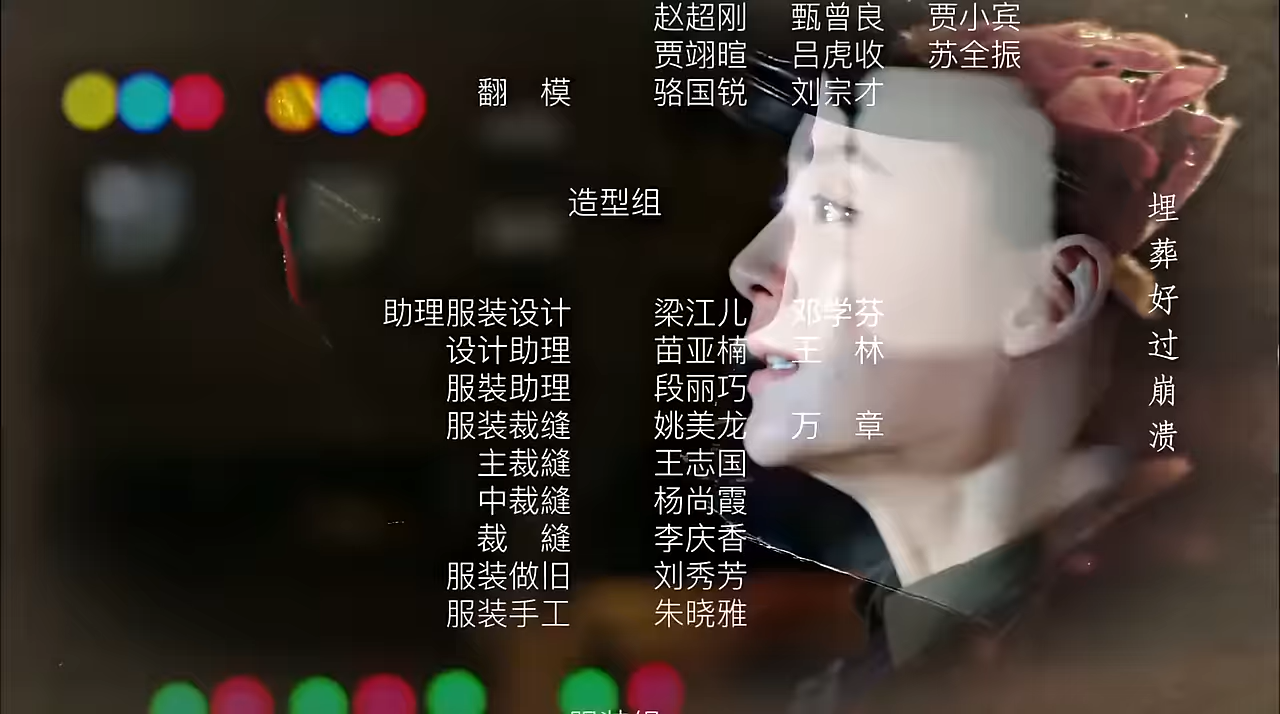 赵超刚 甄曾良 贾小宾
贾翊暄 吕虎收 苏全振
翻 模 骆国锐 刘宗才
造型组
助理服装设计 梁江儿 邓学芬
设计助理 苗亚楠 王 林
服裝助理 段丽巧
服装裁缝 姚美龙 万 章
主裁縫 王志国
中裁縫 杨尚霞
裁 縫 李庆香
服装做旧 刘秀芳
服装手工 朱晓雅
埋葬好过崩溃